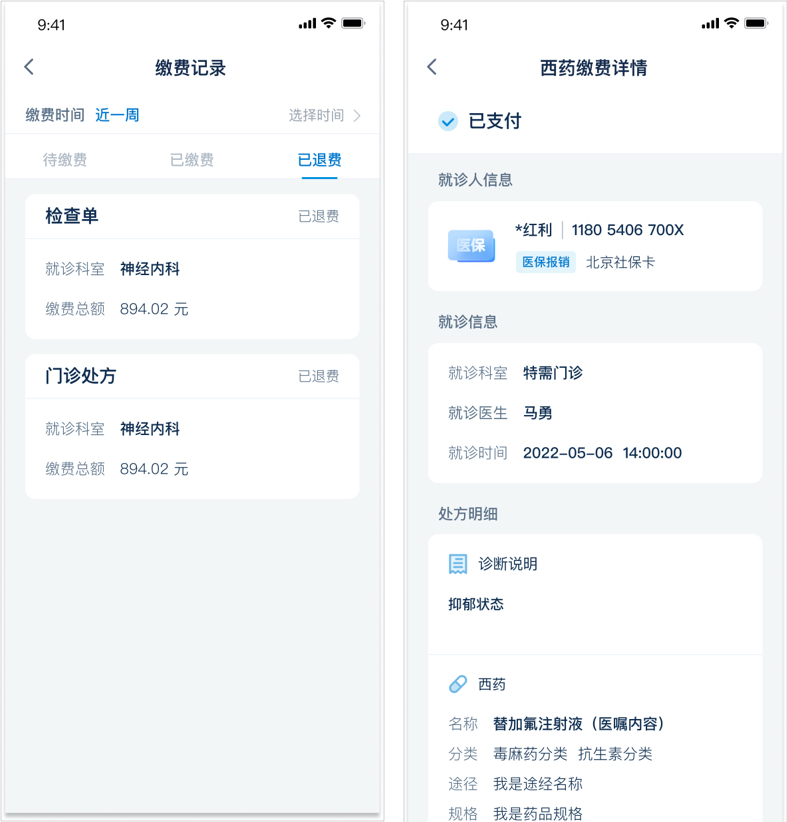 9:41
缴费记录
缴费时间 近一周 选择时间
待缴费 已缴费 已退费
检查单 已退费
就诊科室 神经内科
缴费总额 894.02 元
门诊处方 已退费
就诊科室 神经内科
缴费总额 894.02 元
9:41
西药缴费详情
已支付
就诊人信息
医保 *红利 1180 5406 700X
医保报销 北京社保卡
就诊信息
就诊科室 特需门诊
就诊医生 马勇
就诊时间 2022-05-06 14:00:00
处方明细
诊断说明
抑郁状态
西药
名称 替加氟注射液（医嘱内容）
分类 毒麻药分类 抗生素分类
途径 我是途经名称
规格 我是药品规格